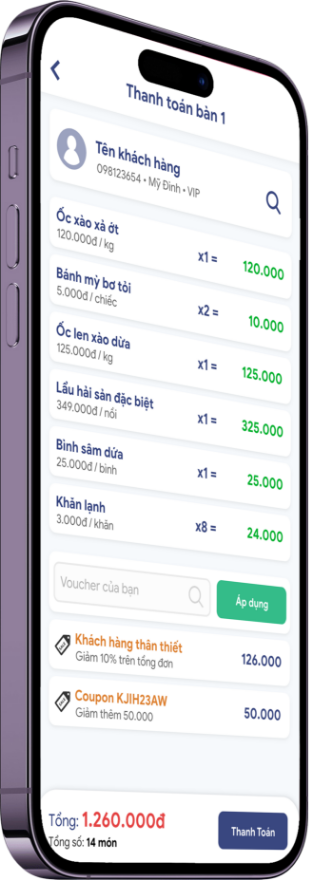 Thanh toán bàn 1
Tên khách hàng
098123654 • Mỹ Đình • VIP
Ốc xào xả ớt
120.000đ / kg
x1 =
120.000
Bánh mỳ bơ tỏi
5.000đ / chiếc
x2 =
10.000
Ốc len xào dừa
125.000đ / kg
x1 =
125.000
Lẩu hải sản đặc biệt
349.000đ / nồi
x1 =
325.000
Bình sâm dứa
25.000đ / bình
x1 =
25.000
Khăn lạnh
3.000đ / khăn
x8 =
24.000
Voucher của bạn
Áp dụng
Khách hàng thân thiết
Giảm 10% trên tổng đơn
126.000
Coupon KJIH23AW
Giảm thêm 50.000
50.000
Tổng: 1.260.000đ
Tổng số: 14 món
Thanh Toán